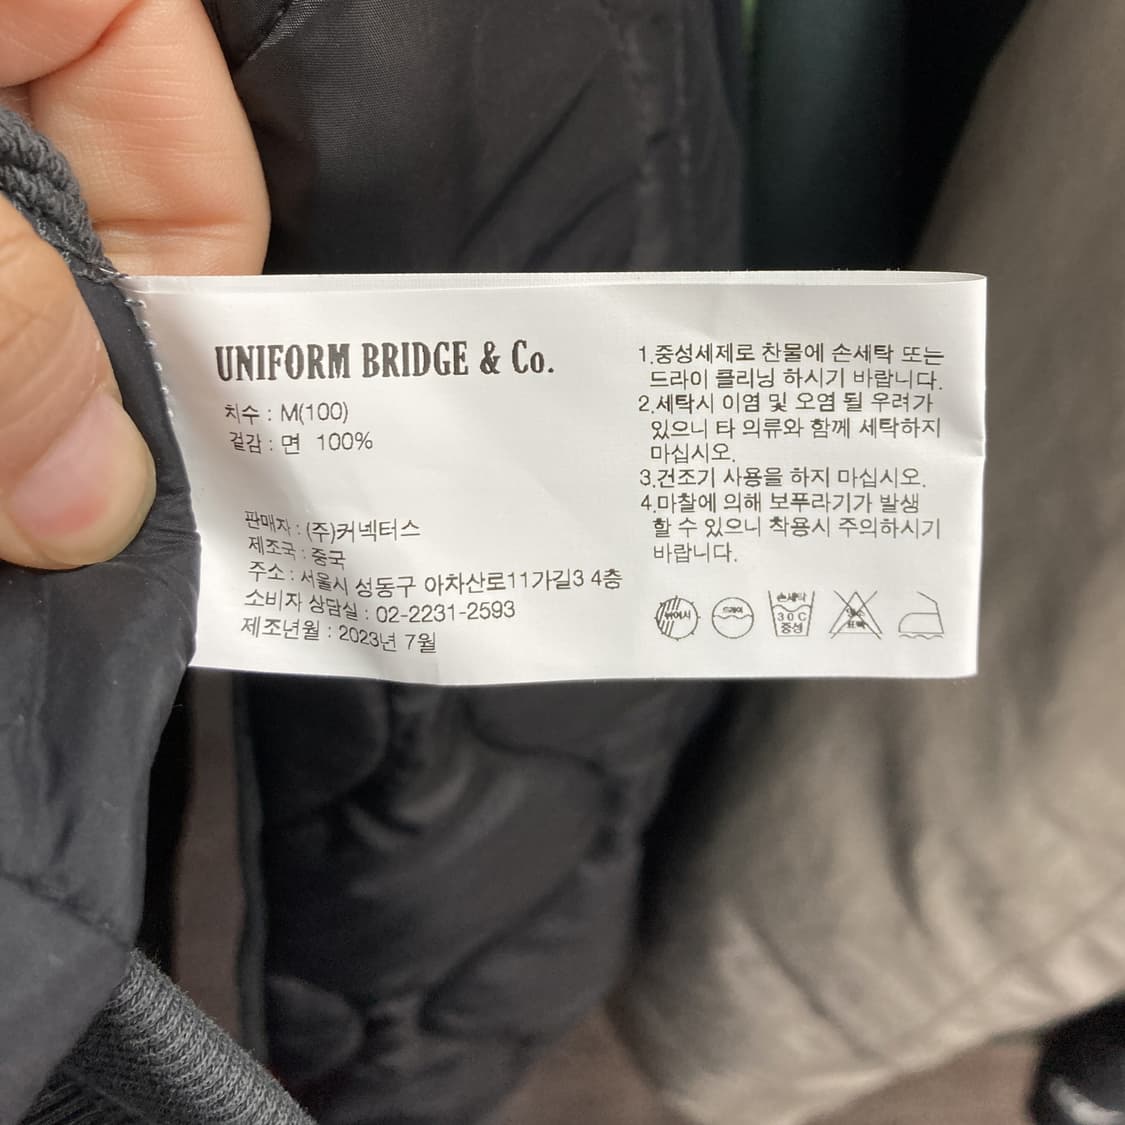 UNIFORM BRIDGE & Co.
치수 : M(100)
겉감 : 면 100%
판매자 : (주)커넥터스
제조국 : 중국
주소 : 서울시 성동구 아차산로11가길3 4층
소비자 상담실 : 02-2231-2593
제조년월 : 2023년 7월
1.중성세제로 찬물에 손세탁 또는
드라이 클리닝 하시기 바랍니다.
2.세탁시 이염 및 오염 될 우려가
있으니 타 의류와 함께 세탁하지
마십시오.
3.건조기 사용을 하지 마십시오.
4.마찰에 의해 보푸라기가 발생
할 수 있으니 착용시 주의하시기
바랍니다.
뉘어서
드라이
손세탁
30C
중성